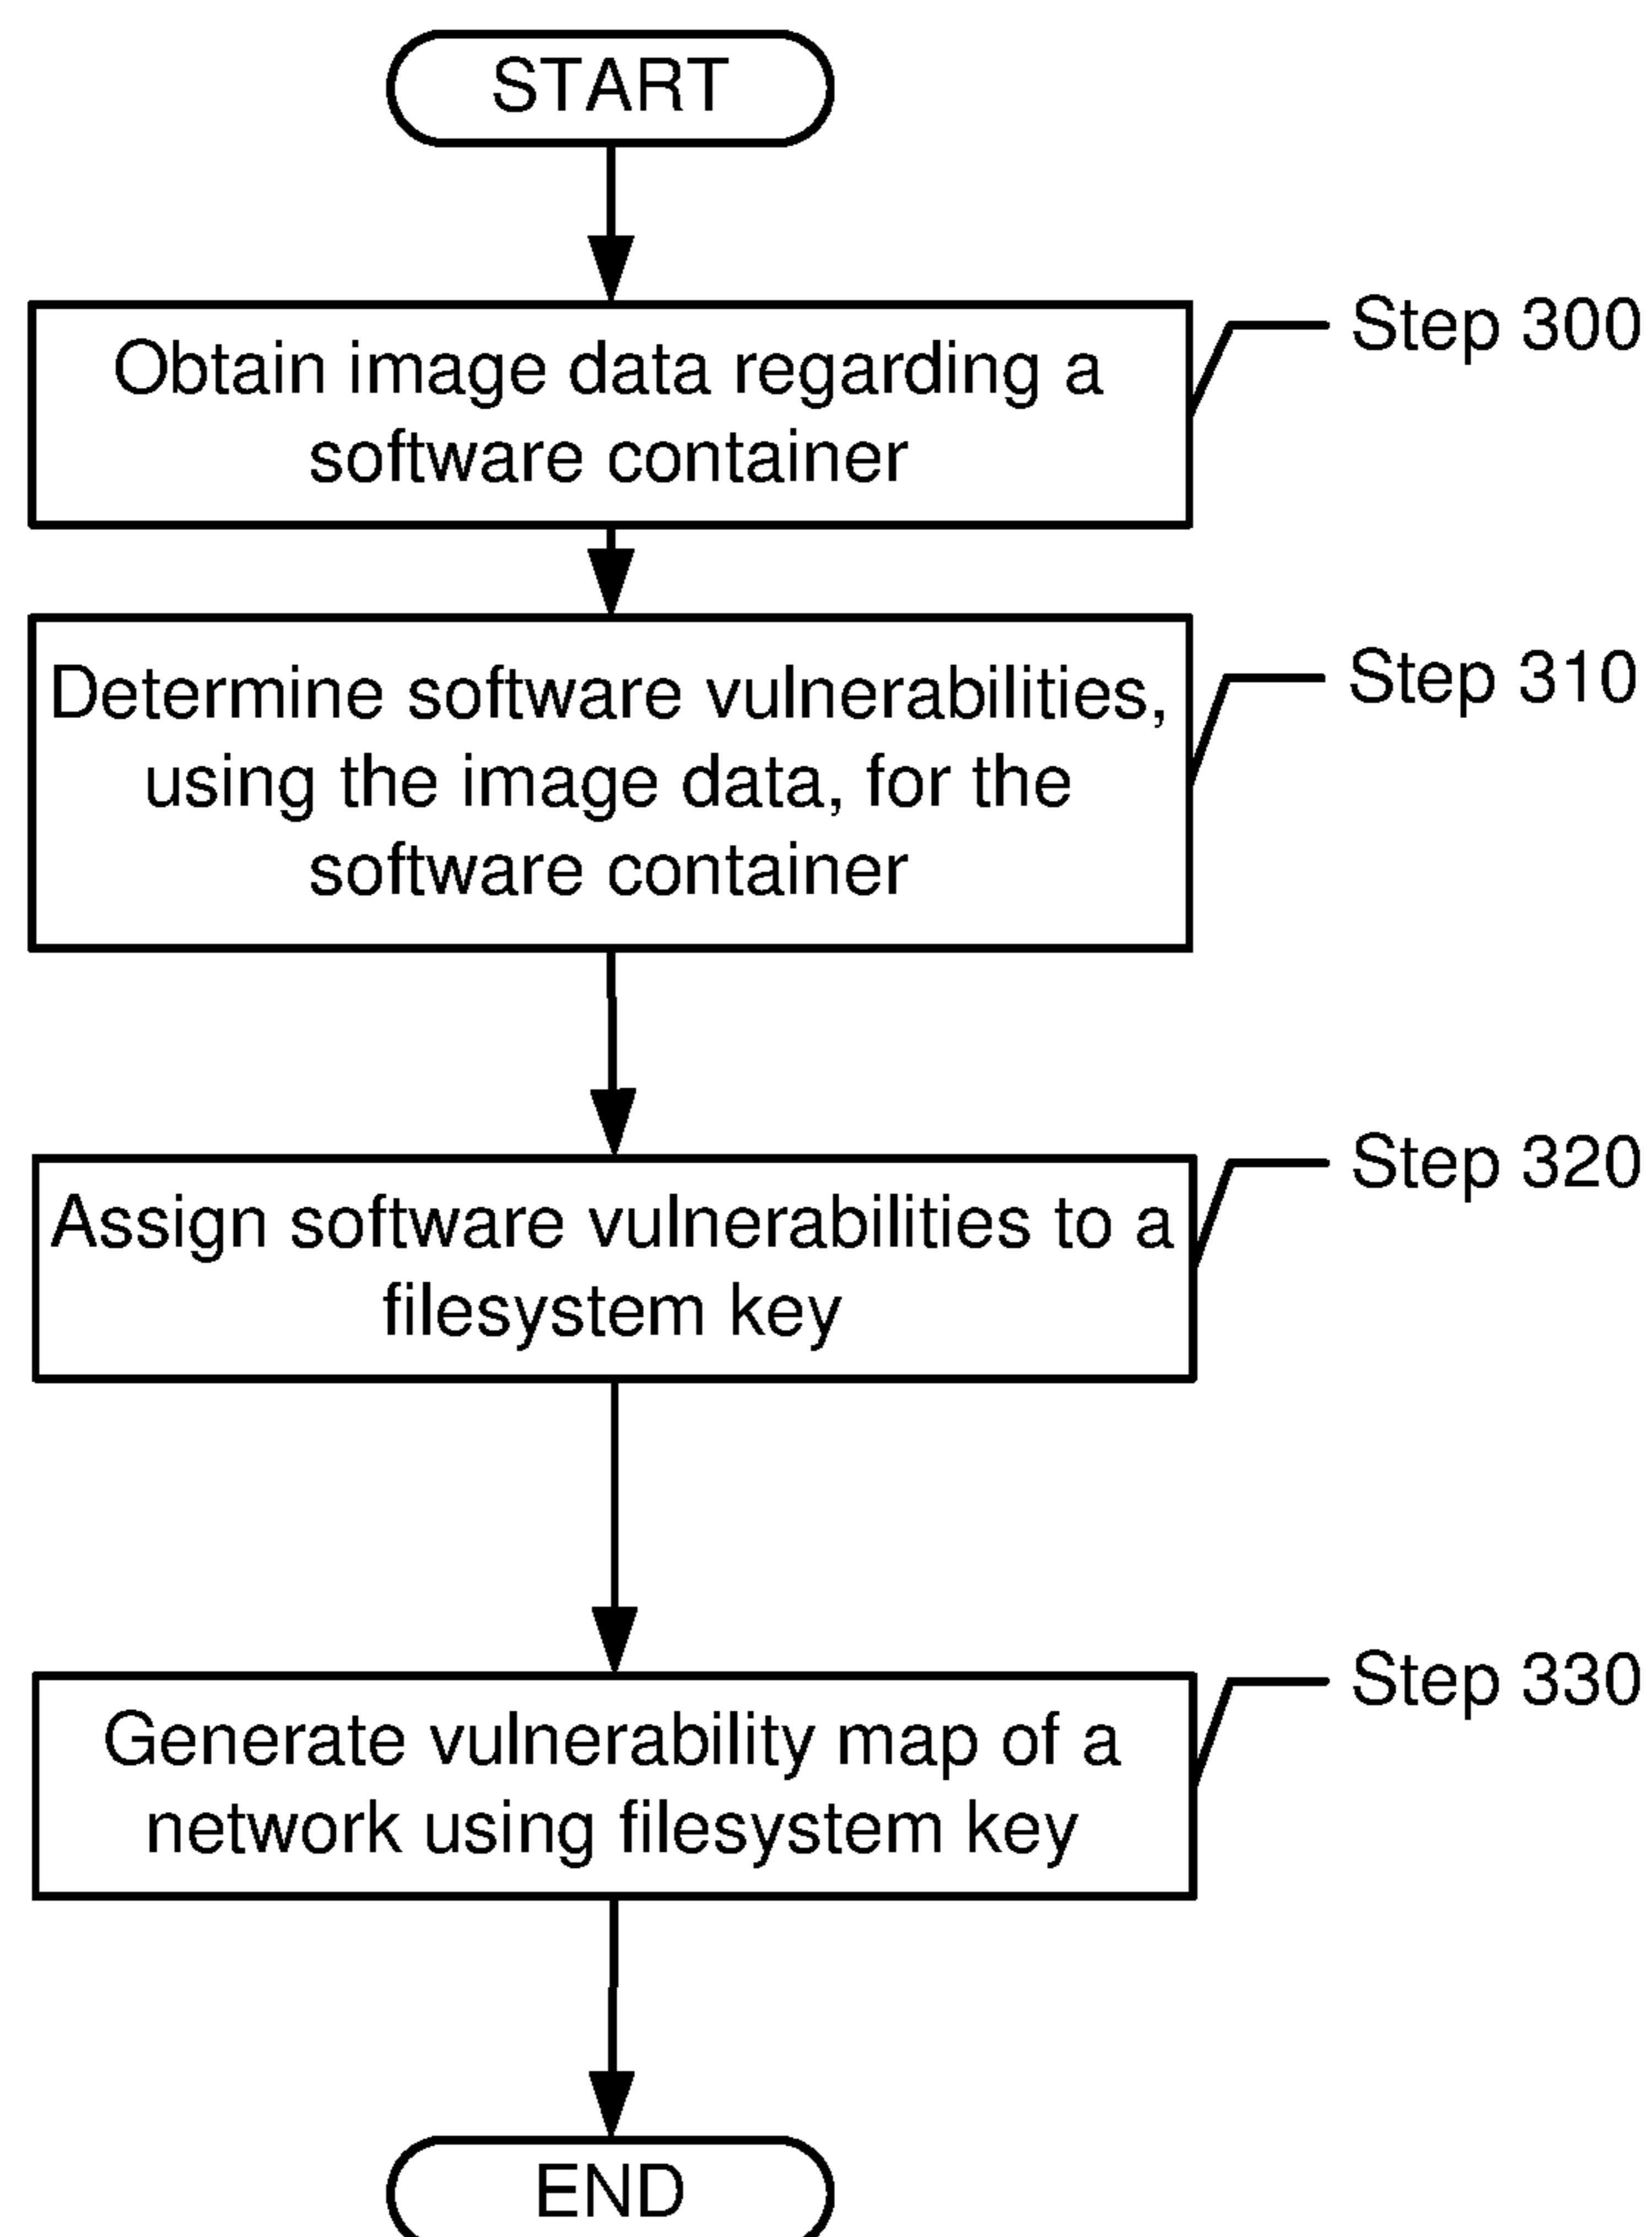 START
Obtain image data regarding a
software container
Step 300
Determine software vulnerabilities,
using the image data, for the
software container
Step 310
Assign software vulnerabilities to a
filesystem key
Step 320
Generate vulnerability map of a
network using filesystem key
Step 330
END